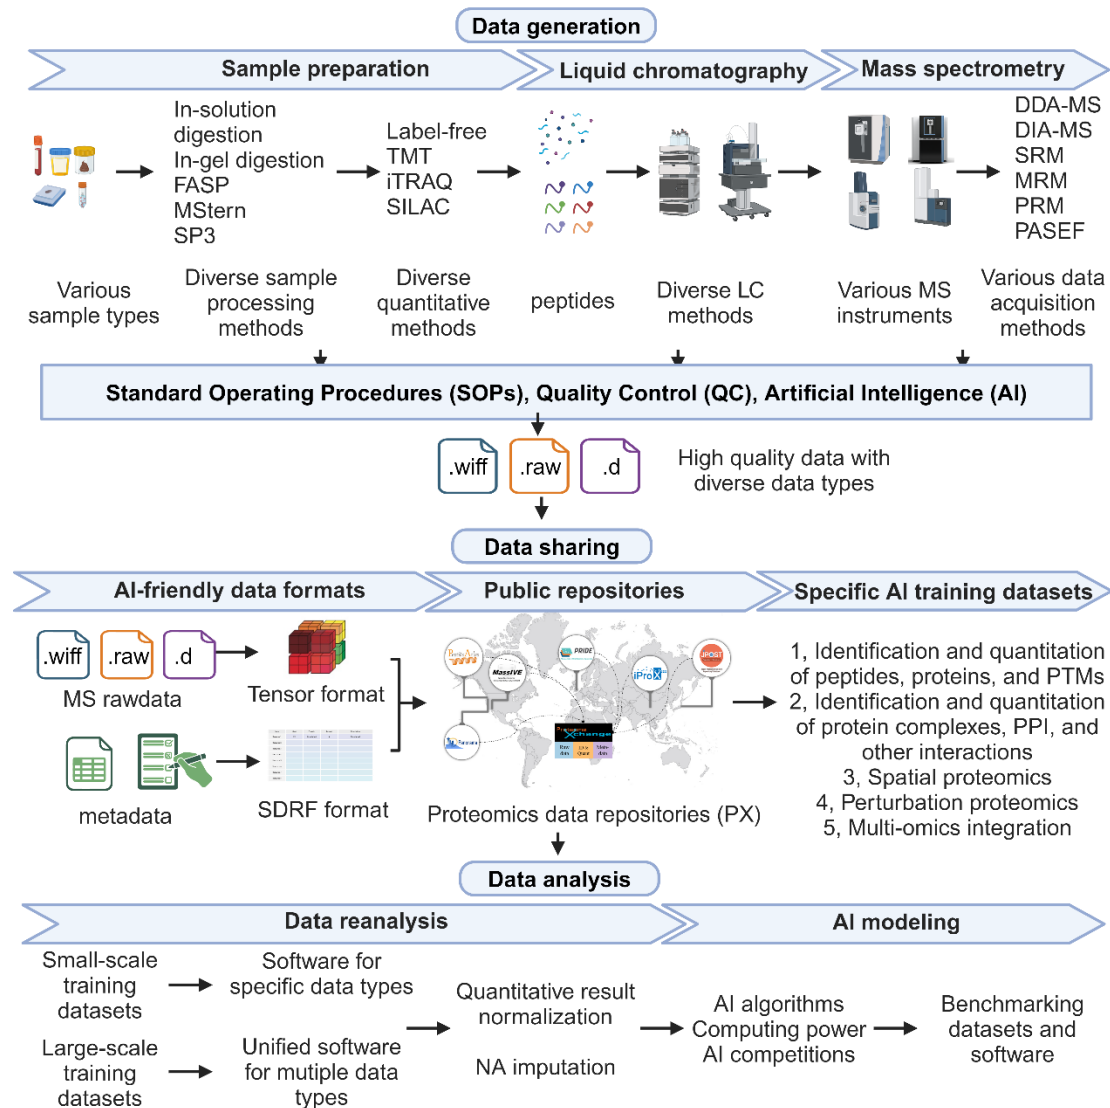 Data generation
Sample preparation
Liquid chromatography
Mass spectrometry
In-solution
digestion
In-gel digestion
FASP
MStern
SP3
Label-free
TMT
iTRAQ
SILAC
DDA-MS
DIA-MS
SRM
MRM
PRM
PASEF
Various
sample types
Diverse sample
processing
methods
Diverse
quantitative
methods
peptides
Diverse LC
methods
Various MS
instruments
Various data
acquisition
methods
Standard Operating Procedures (SOPs), Quality Control (QC), Artificial Intelligence (AI)
.wiff
.raw
.d
High quality data with
diverse data types
Data sharing
AI-friendly data formats
Public repositories
Specific AI training datasets
.wiff
.raw
.d
MS rawdata
Tensor format
metadata
SDRF format
MassIVE
PRIDE
iProX
JPOST
Xchange
Proteomics data repositories (PX)
1, Identification and quantitation
of peptides, proteins, and PTMs
2, Identification and quantitation
of protein complexes, PPI, and
other interactions
3, Spatial proteomics
4, Perturbation proteomics
5, Multi-omics integration
Data analysis
Data reanalysis
AI modeling
Small-scale
training
datasets
Software for
specific data types
Large-scale
training
datasets
Unified software
for mutiple data
types
Quantitative result
normalization
NA imputation
AI algorithms
Computing power
AI competitions
Benchmarking
datasets and
software